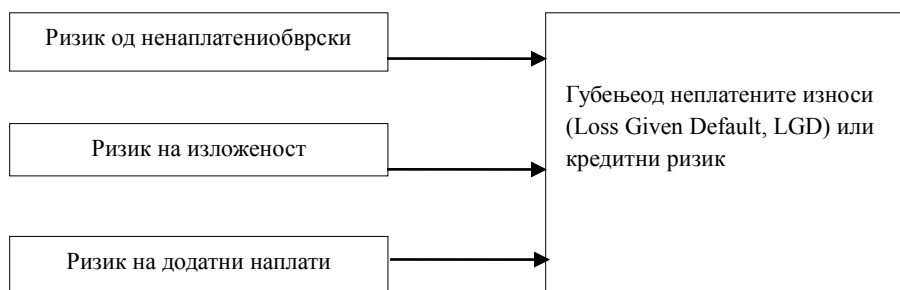 Ризик од ненаплатениобврски
Губењеод неплатените износи
(Loss Given Default, LGD) или
кредитни ризик
Ризик на изложеност
Ризик на додатни наплати